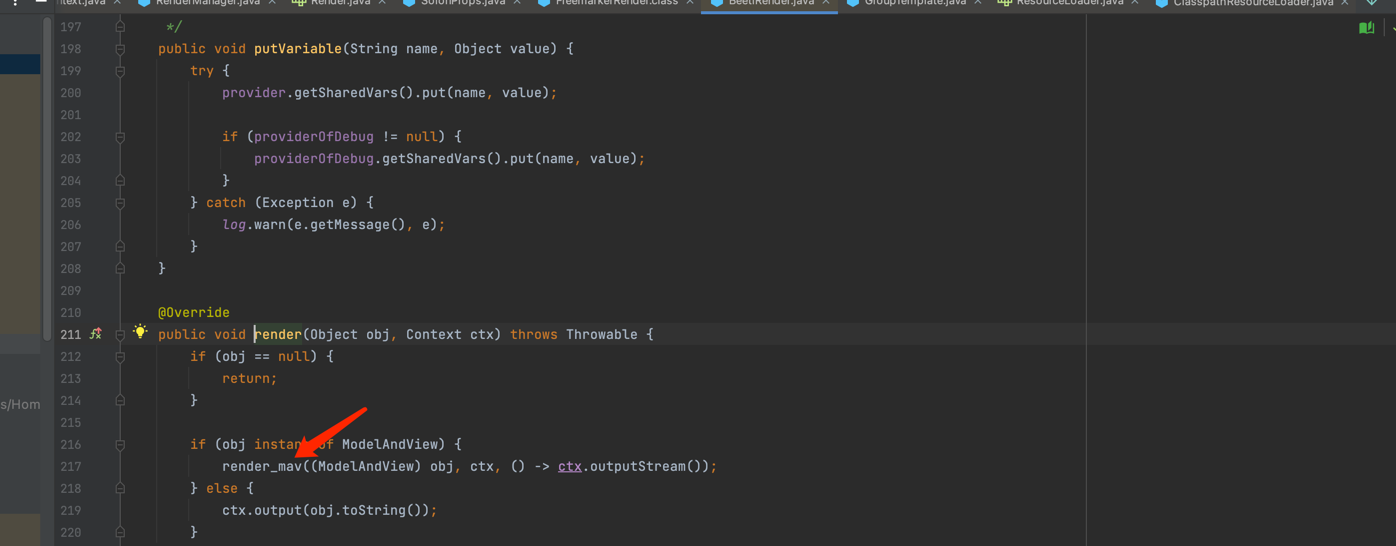 ntext.java RenderManager.java Render.java SolonProps.java FreemarkerRender.class BeetlRender.java GroupTemplate.java ResourceLoader.java ClasspathResourceLoader.java
197 */
198 public void putVariable(String name, Object value) {
199 try {
200 provider.getSharedVars().put(name, value);
201
202 if (providerOfDebug != null) {
203 providerOfDebug.getSharedVars().put(name, value);
204 }
205 } catch (Exception e) {
206 log.warn(e.getMessage(), e);
207 }
208 }
209
210 @Override
211 public void render(Object obj, Context ctx) throws Throwable {
212 if (obj == null) {
213 return;
214 }
215
s/Hom
216 if (obj instanceof ModelAndView) {
217 render_mav((ModelAndView) obj, ctx, () -> ctx.outputStream());
218 } else {
219 ctx.output(obj.toString());
220 }